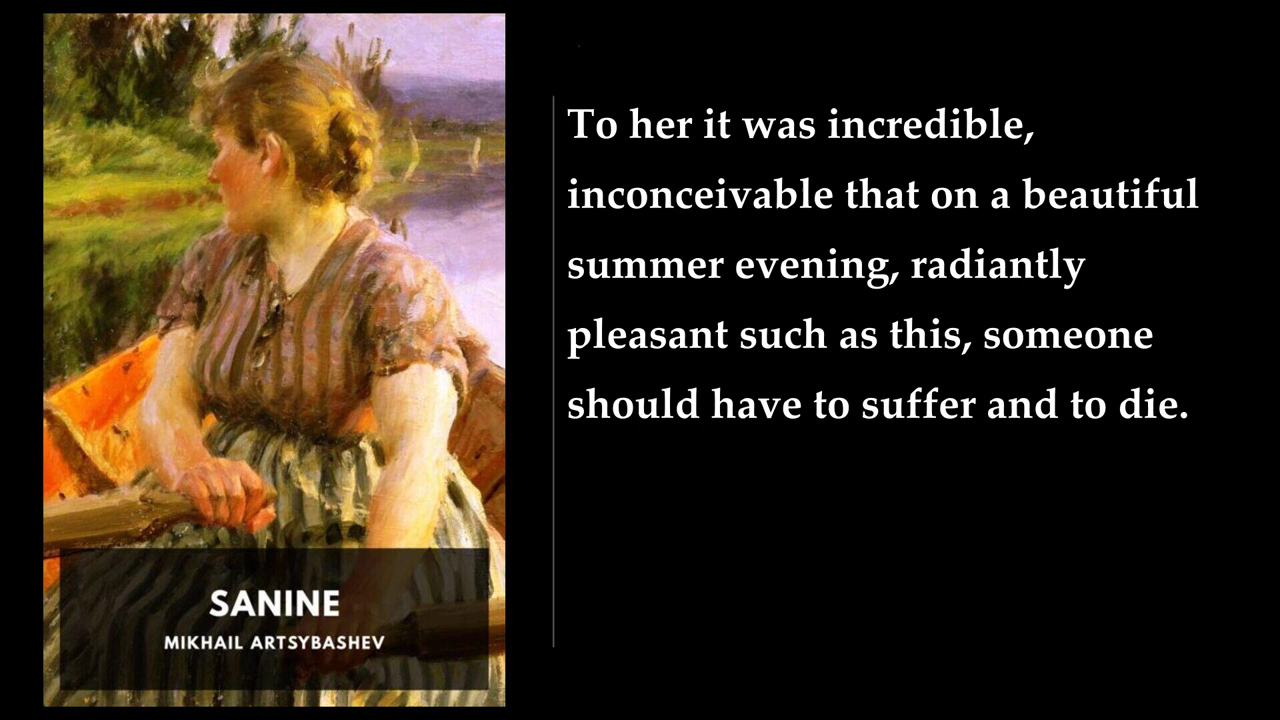 SANINE
MIKHAIL ARTSYBASHEV
To her it was incredible,
inconceivable that on a beautiful
summer evening, radiantly
pleasant such as this, someone
should have to suffer and to die.